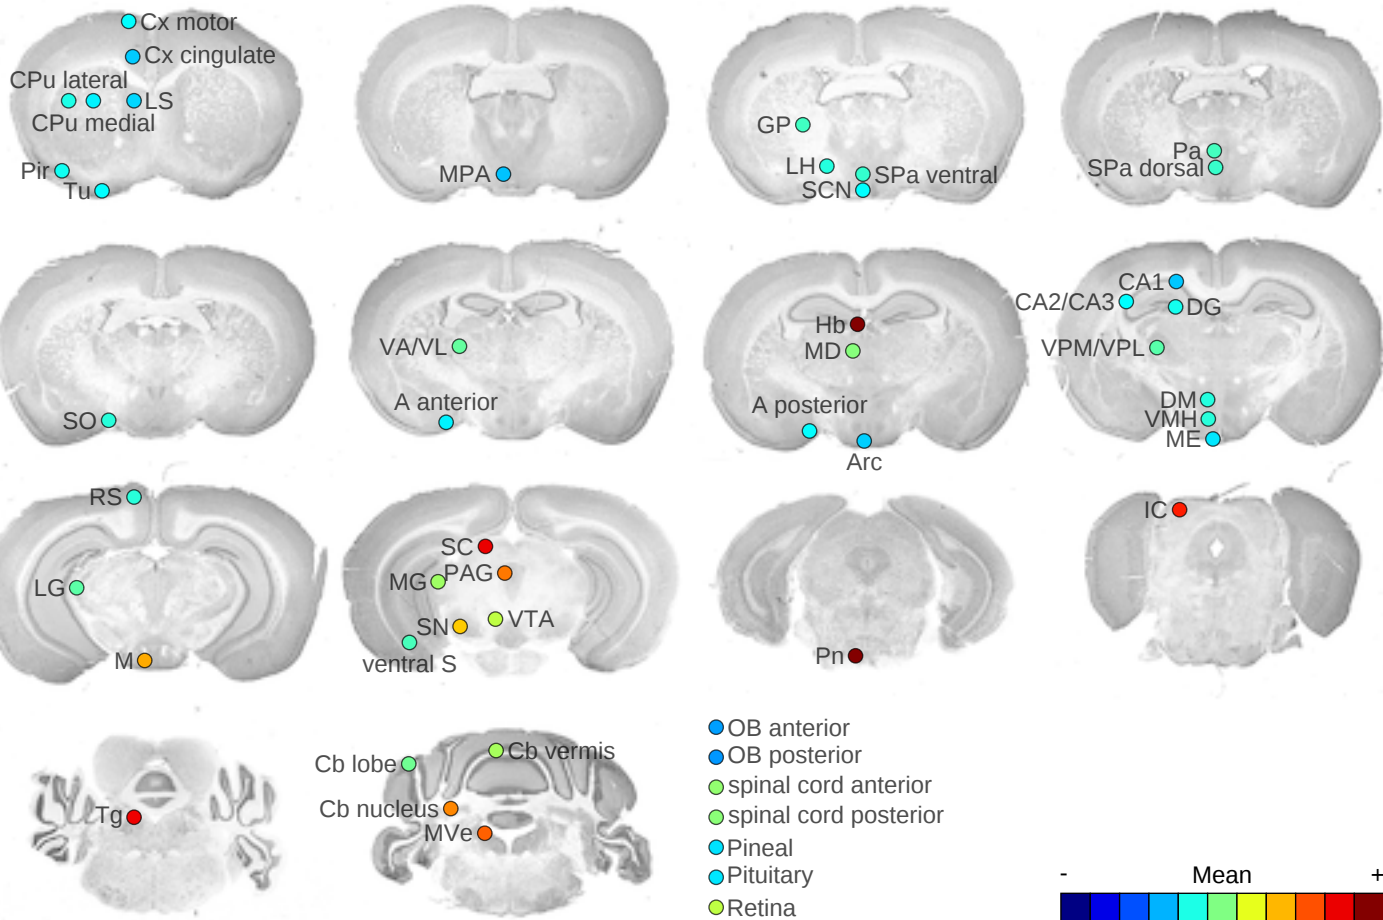 Cx motor
Cx cingulate
CPu lateral
LS
CPu medial
Pir
Tu
MPA
GP
LH
SPa ventral
SCN
Pa
SPa dorsal
SO
VA/VL
A anterior
Hb
MD
A posterior
Arc
CA1
CA2/CA3
DG
VPM/VPL
DM
VMH
ME
RS
LG
M
SC
MG
PAG
SN
VTA
ventral S
Pn
IC
Tg
Cb lobe
Cb vermis
Cb nucleus
MVe
OB anterior
OB posterior
spinal cord anterior
spinal cord posterior
Pineal
Pituitary
Retina
- Mean +